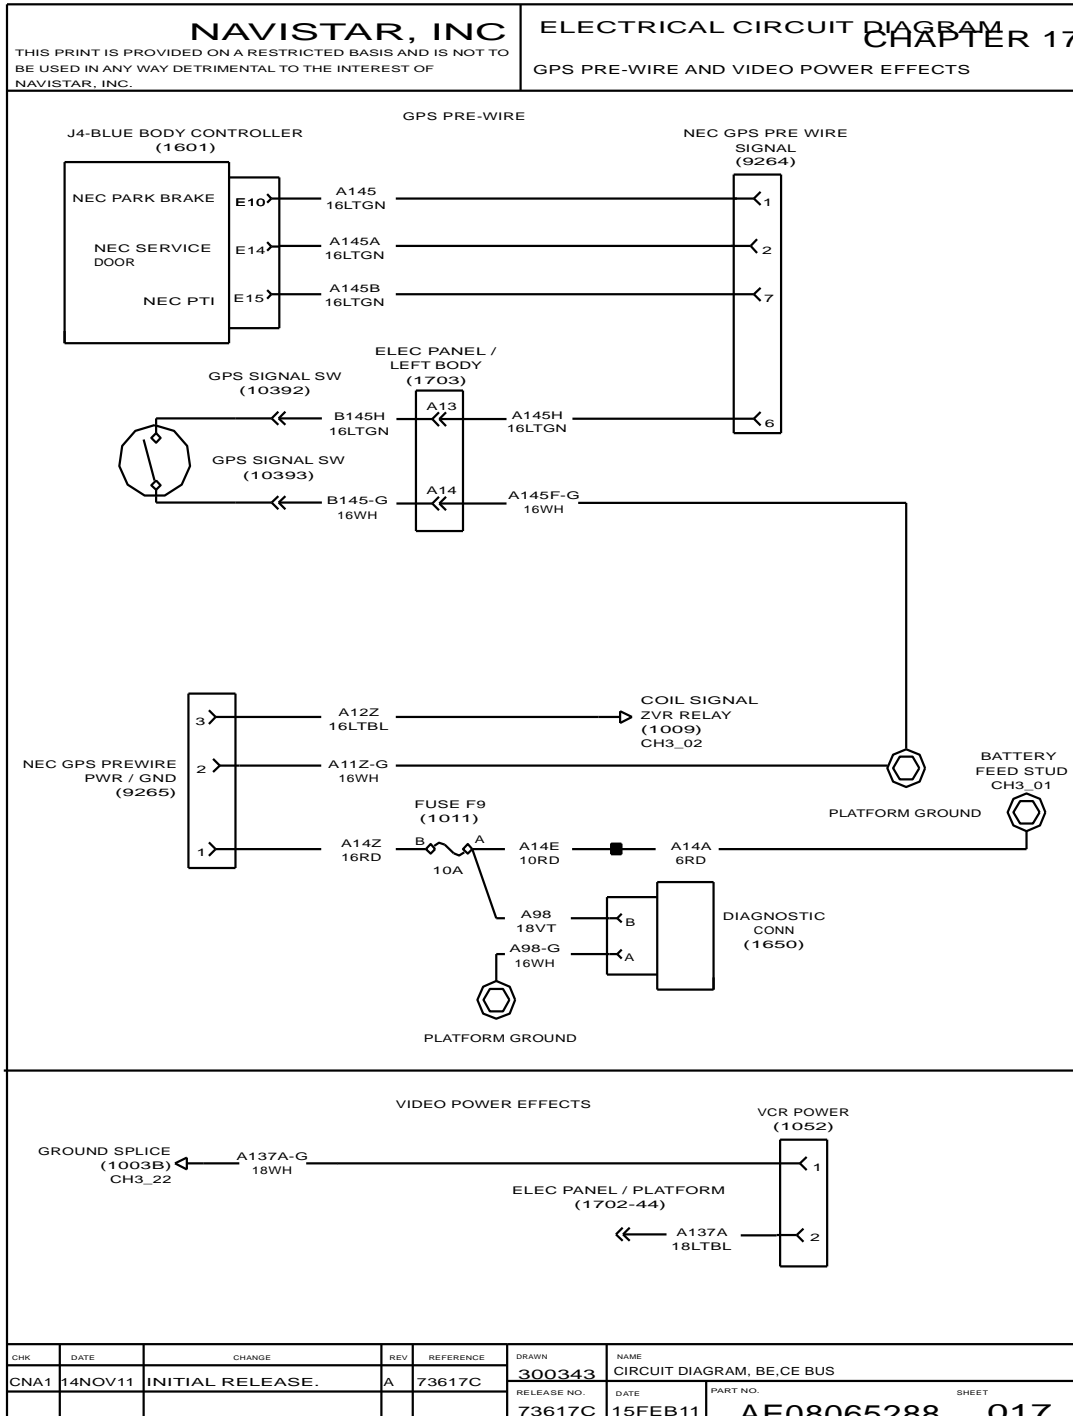 NAVISTAR, INC
THIS PRINT IS PROVIDED ON A RESTRICTED BASIS AND IS NOT TO
BE USED IN ANY WAY DETRIMENTAL TO THE INTEREST OF
NAVISTAR, INC.
ELECTRICAL CIRCUIT DIAGRAM
CHAPTER 17
GPS PRE-WIRE AND VIDEO POWER EFFECTS
GPS PRE-WIRE
J4-BLUE BODY CONTROLLER
(1601)
NEC GPS PRE WIRE
SIGNAL
(9264)
NEC PARK BRAKE
E10
A145
16LTGN
1
NEC SERVICE
DOOR
E14
A145A
16LTGN
2
NEC PTI
E15
A145B
16LTGN
7
ELEC PANEL /
LEFT BODY
(1703)
GPS SIGNAL SW
(10392)
B145H
16LTGN
A13
A145H
16LTGN
6
GPS SIGNAL SW
(10393)
B145-G
16WH
A14
A145F-G
16WH
3
A12Z
16LTBL
COIL SIGNAL
ZVR RELAY
(1009)
CH3_02
NEC GPS PREWIRE
PWR / GND
(9265)
2
A11Z-G
16WH
PLATFORM GROUND
BATTERY
FEED STUD
CH3_01
FUSE F9
(1011)
1
A14Z
16RD
B
A
10A
A14E
10RD
A14A
6RD
A98
18VT
B
A98-G
16WH
A
DIAGNOSTIC
CONN
(1650)
PLATFORM GROUND
VIDEO POWER EFFECTS
VCR POWER
(1052)
GROUND SPLICE
(1003B)
CH3_22
A137A-G
18WH
1
ELEC PANEL / PLATFORM
(1702-44)
A137A
18LTBL
2
CHK DATE CHANGE REV REFERENCE
CNA1 14NOV11 INITIAL RELEASE. A 73617C
DRAWN
300343
NAME
CIRCUIT DIAGRAM, BE,CE BUS
RELEASE NO. DATE PART NO. SHEET
73617C 15FEB11 AE08065288 017